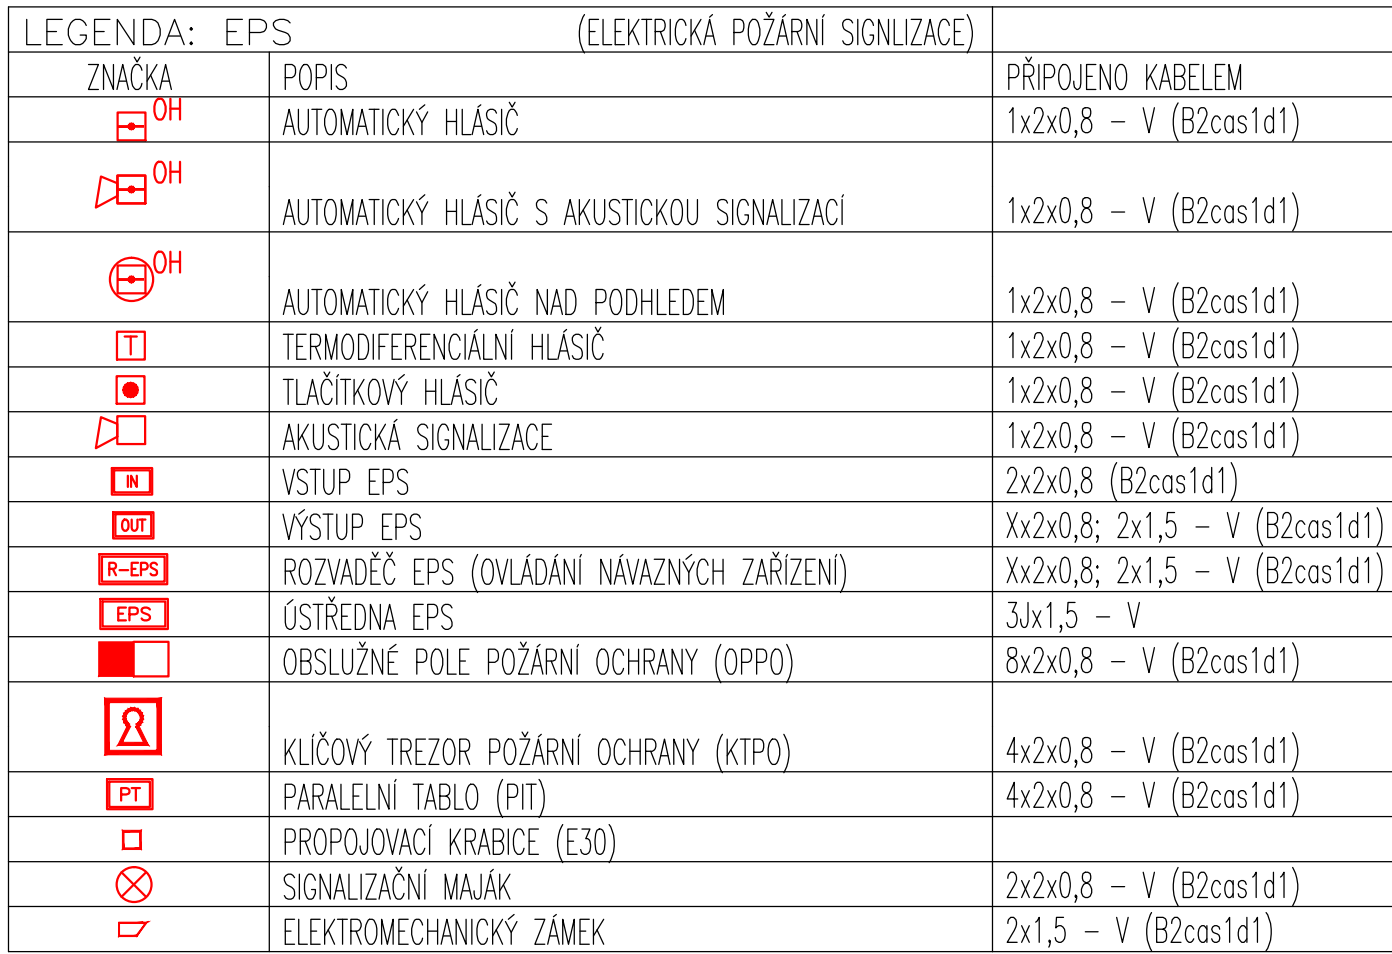 LEGENDA: EPS (ELEKTRICKÁ POŽÁRNÍ SIGNLIZACE)
ZNAČKA POPIS PŘIPOJENO KABELEM
OH AUTOMATICKÝ HLÁSIČ 1x2x0,8 – V (B2cas1d1)
OH AUTOMATICKÝ HLÁSIČ S AKUSTICKOU SIGNALIZACÍ 1x2x0,8 – V (B2cas1d1)
OH AUTOMATICKÝ HLÁSIČ NAD PODHLEDEM 1x2x0,8 – V (B2cas1d1)
T TERMODIFERENCIÁLNÍ HLÁSIČ 1x2x0,8 – V (B2cas1d1)
TLAČÍTKOVÝ HLÁSIČ 1x2x0,8 – V (B2cas1d1)
AKUSTICKÁ SIGNALIZACE 1x2x0,8 – V (B2cas1d1)
IN VSTUP EPS 2x2x0,8 (B2cas1d1)
OUT VÝSTUP EPS Xx2x0,8; 2x1,5 – V (B2cas1d1)
R–EPS ROZVADĚČ EPS (OVLÁDÁNÍ NÁVAZNÝCH ZAŘÍZENÍ) Xx2x0,8; 2x1,5 – V (B2cas1d1)
EPS ÚSTŘEDNA EPS 3Jx1,5 – V
OBSLUŽNÉ POLE POŽÁRNÍ OCHRANY (OPPO) 8x2x0,8 – V (B2cas1d1)
KLÍČOVÝ TREZOR POŽÁRNÍ OCHRANY (KTPO) 4x2x0,8 – V (B2cas1d1)
PT PARALELNÍ TABLO (PIT) 4x2x0,8 – V (B2cas1d1)
PROPOJOVACÍ KRABICE (E30)
SIGNALIZAČNÍ MAJÁK 2x2x0,8 – V (B2cas1d1)
ELEKTROMECHANICKÝ ZÁMEK 2x1,5 – V (B2cas1d1)